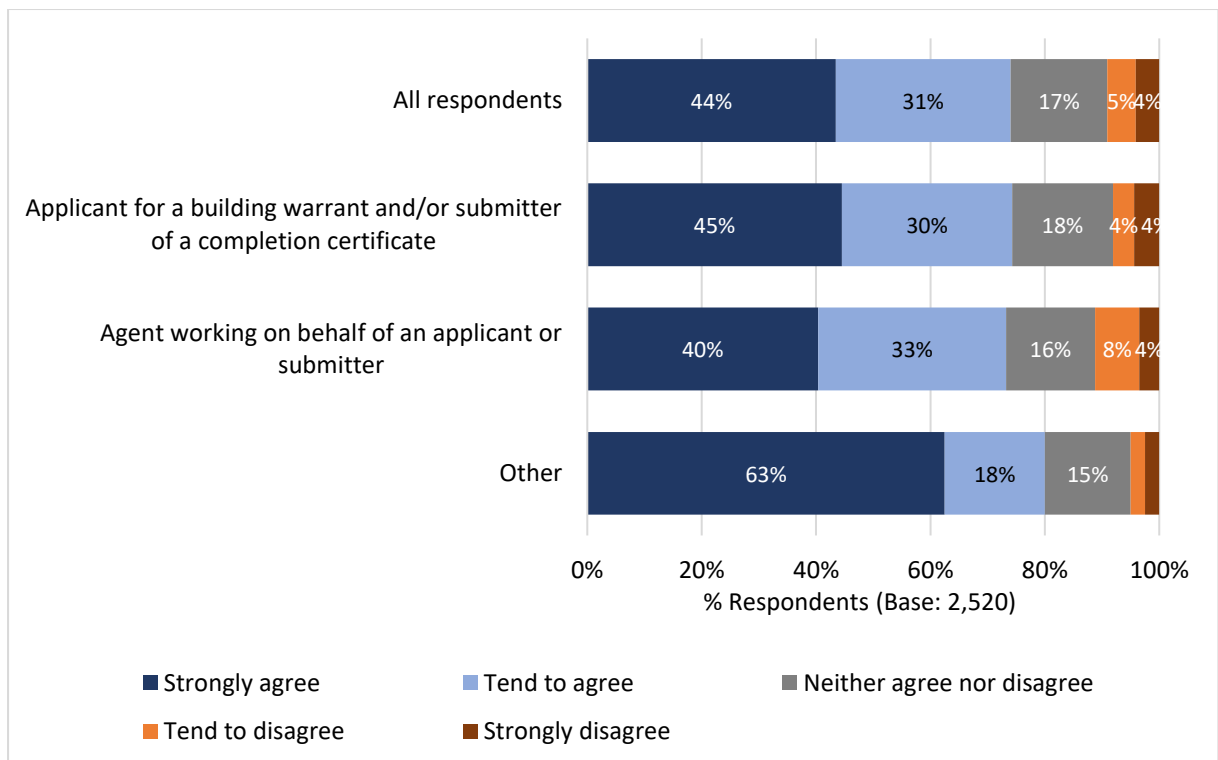 All respondents
44% 31% 17% 5% 4%
Applicant for a building warrant and/or submitter
of a completion certificate
45% 30% 18% 4% 4%
Agent working on behalf of an applicant or
submitter
40% 33% 16% 8% 4%
Other
63% 18% 15%
0% 20% 40% 60% 80% 100%
% Respondents (Base: 2,520)
Strongly agree Tend to agree Neither agree nor disagree
Tend to disagree Strongly disagree